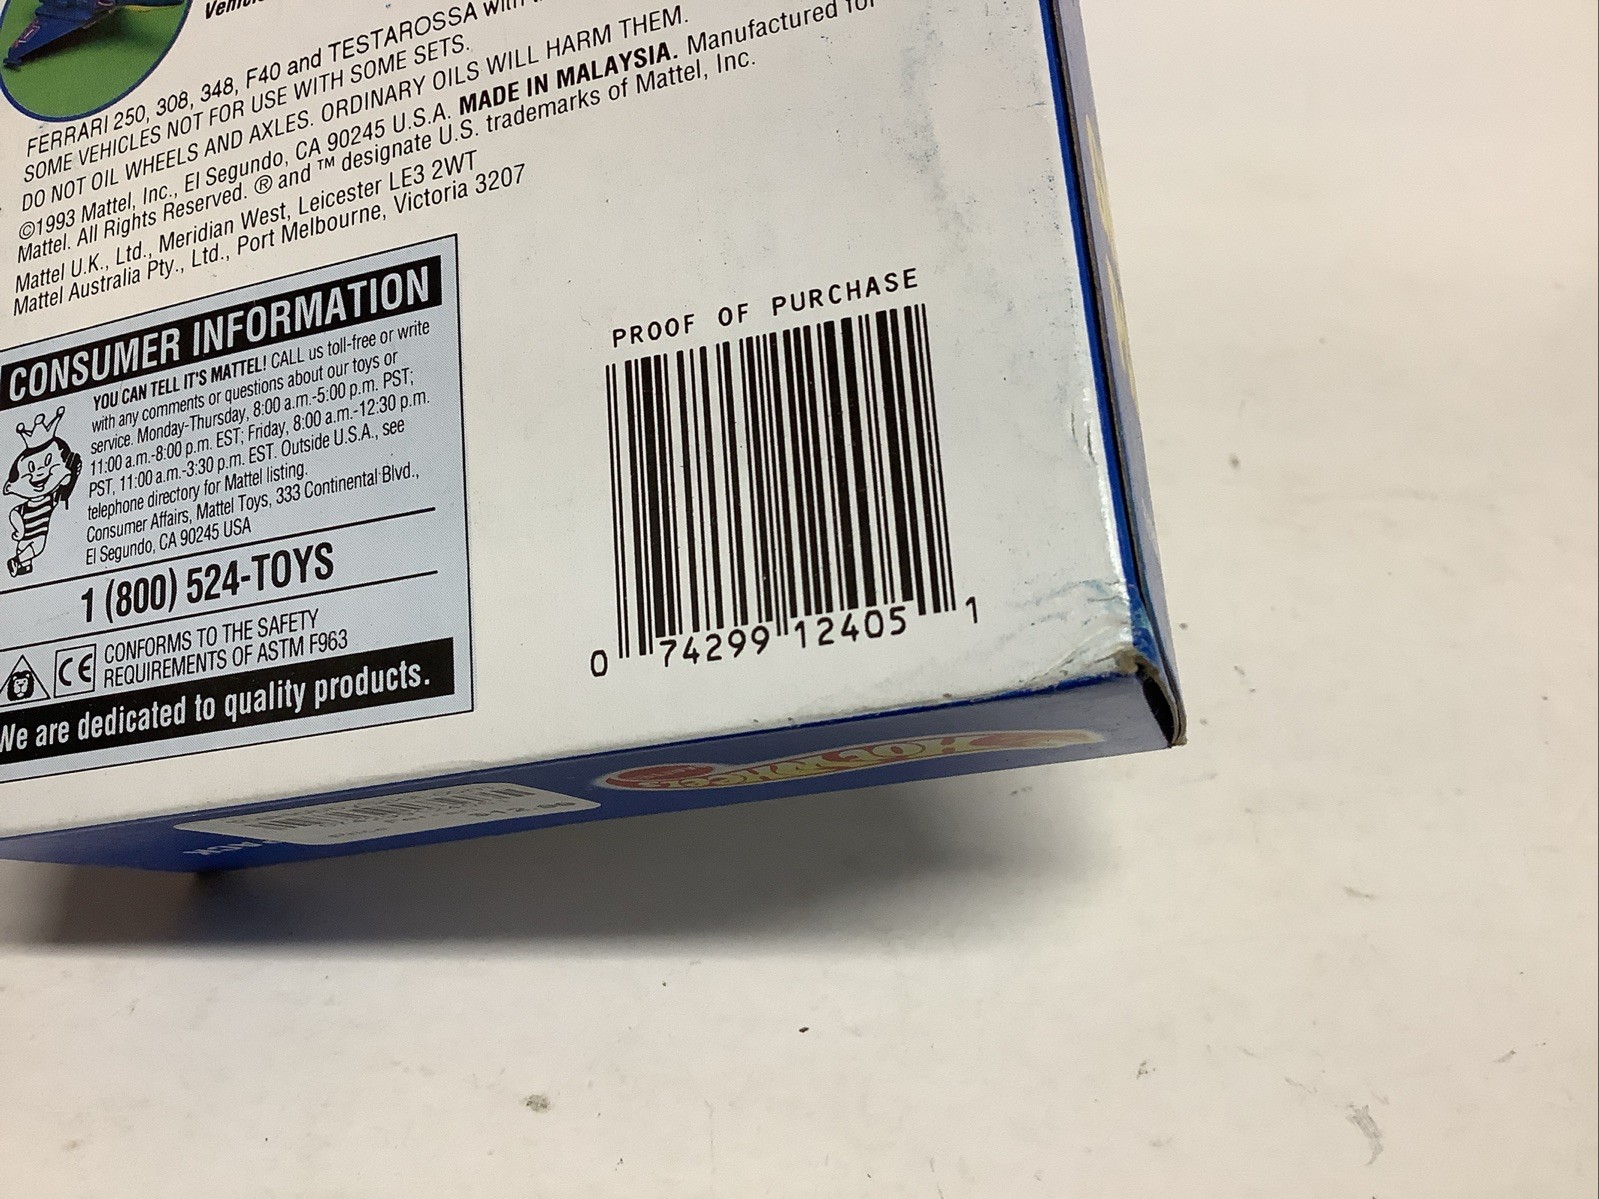 FERRARI 250, 308, 348, F40 and TESTAROSSA with
SOME VEHICLES NOT FOR USE WITH SOME SETS.
DO NOT OIL WHEELS AND AXLES. ORDINARY OILS WILL HARM THEM.
©1993 Mattel, Inc., El Segundo, CA 90245 U.S.A. MADE IN MALAYSIA. Manufactured for
Mattel. All Rights Reserved. ® and ™ designate U.S. trademarks of Mattel, Inc.
Mattel U.K., Ltd., Meridian West, Leicester LE3 2WT
Mattel Australia Pty., Ltd., Port Melbourne, Victoria 3207
CONSUMER INFORMATION
YOU CAN TELL IT'S MATTEL! CALL us toll-free or write
with any comments or questions about our toys or
service. Monday-Thursday, 8:00 a.m.-5:00 p.m. PST;
11:00 a.m.-8:00 p.m. EST; Friday, 8:00 a.m.-12:30 p.m.
PST, 11:00 a.m.-3:30 p.m. EST. Outside U.S.A., see
telephone directory for Mattel listing.
Consumer Affairs, Mattel Toys, 333 Continental Blvd.,
El Segundo, CA 90245 USA
1 (800) 524-TOYS
CE
CONFORMS TO THE SAFETY
REQUIREMENTS OF ASTM F963
We are dedicated to quality products.
PROOF OF PURCHASE
0 74299 12405 1
HOT WHEELS